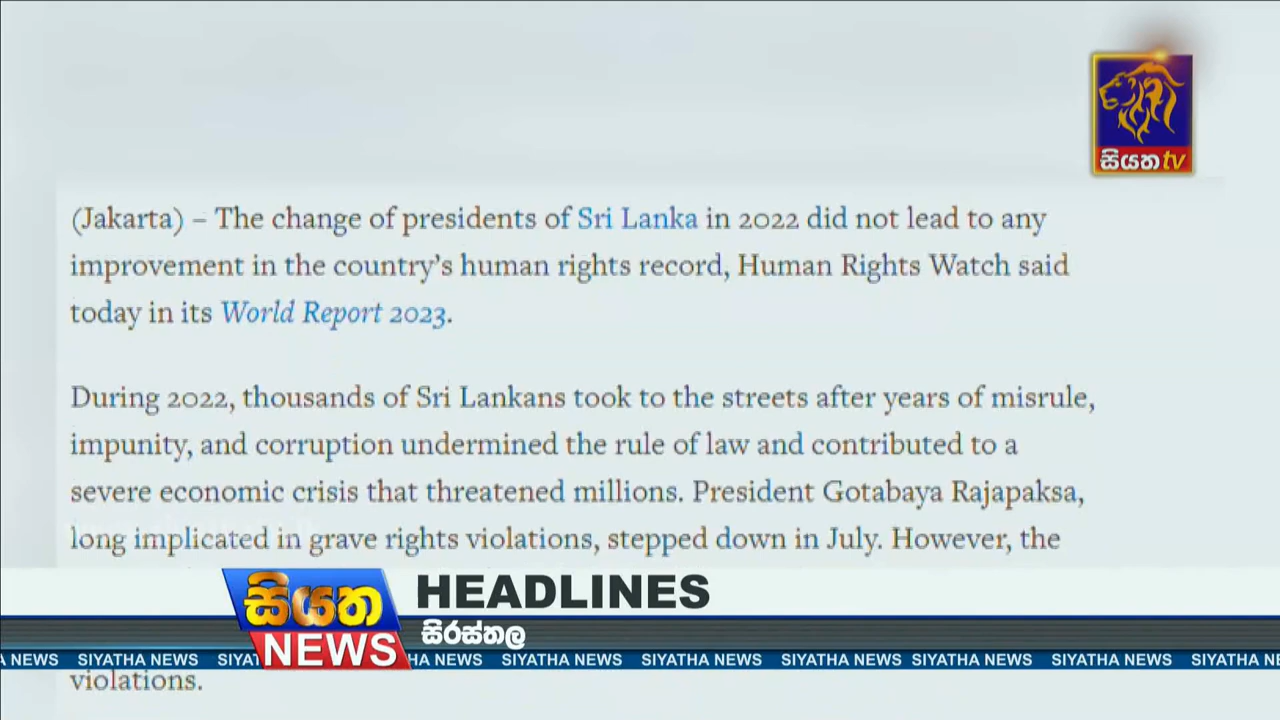 සියතtv
(Jakarta) – The change of presidents of Sri Lanka in 2022 did not lead to any
improvement in the country’s human rights record, Human Rights Watch said
today in its World Report 2023.
During 2022, thousands of Sri Lankans took to the streets after years of misrule,
impunity, and corruption undermined the rule of law and contributed to a
severe economic crisis that threatened millions. President Gotabaya Rajapaksa,
long implicated in grave rights violations, stepped down in July. However, the
සියත NEWS
HEADLINES
සිරස්තල
A NEWS SIYATHA NEWS SIYAT HA NEWS SIYATHA NEWS SIYATHA NEWS SIYATHA NEWS SIYATHA NEWS SIYATHA NEWS SIYATHA NE
violations.